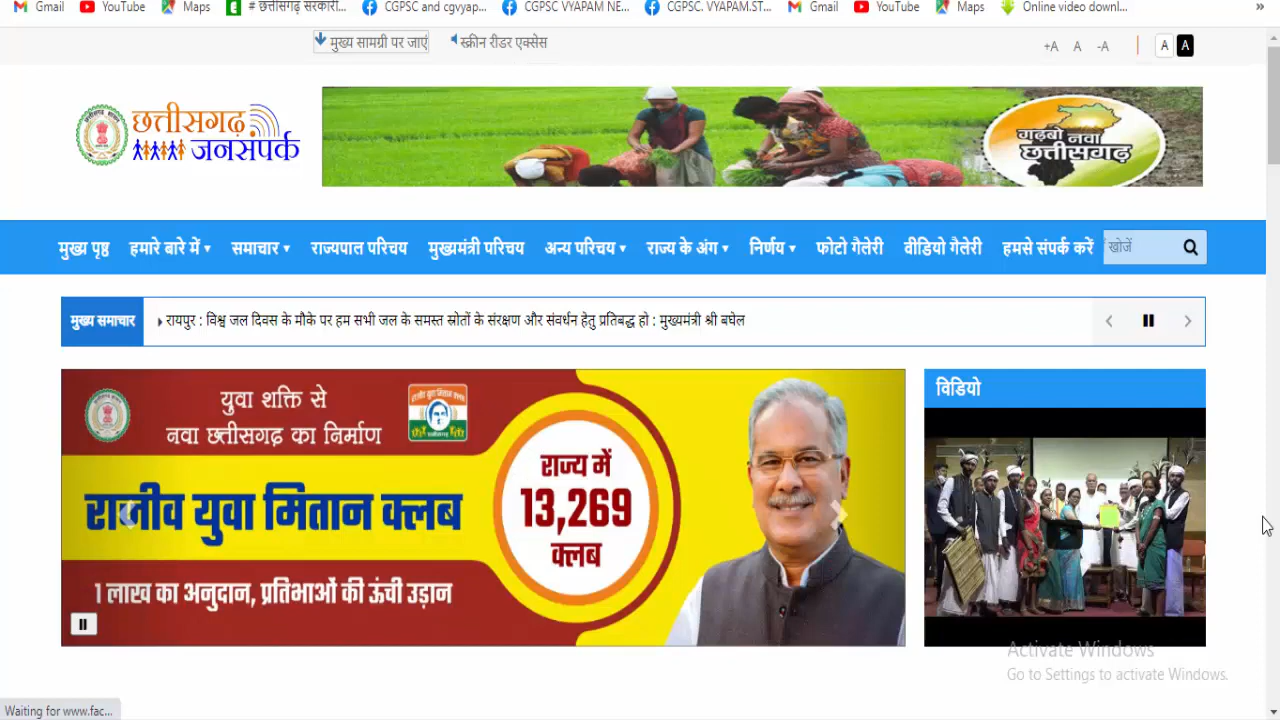 Gmail YouTube Maps # छत्तीसगढ़ सरकारी... CGPSC and cgvyap... CGPSC VYAPAM NE... CGPSC. VYAPAM.ST... Gmail YouTube Maps Online video downl... »
मुख्य सामग्री पर जाएं स्क्रीन रीडर एक्सेस +A A -A A A
छत्तीसगढ़
जनसंपर्क
गढ़बो नवा
छत्तीसगढ़
मुख्य पृष्ठ हमारे बारे में समाचार राज्यपाल परिचय मुख्यमंत्री परिचय अन्य परिचय राज्य के अंग निर्णय फोटो गैलेरी वीडियो गैलेरी हमसे संपर्क करें खोजें
मुख्य समाचार रायपुर : विश्व जल दिवस के मौके पर हम सभी जल के समस्त स्रोतों के संरक्षण और संवर्धन हेतु प्रतिबद्ध हो : मुख्यमंत्री श्री बघेल
युवा शक्ति से
नवा छत्तीसगढ़ का निर्माण
राजीव युवा मितान क्लब
1 लाख का अनुदान, प्रतिभाओं की ऊंची उड़ान
राज्य में
13,269
क्लब
विडियो
Activate Windows
Go to Settings to activate Windows.
Waiting for www.fac...